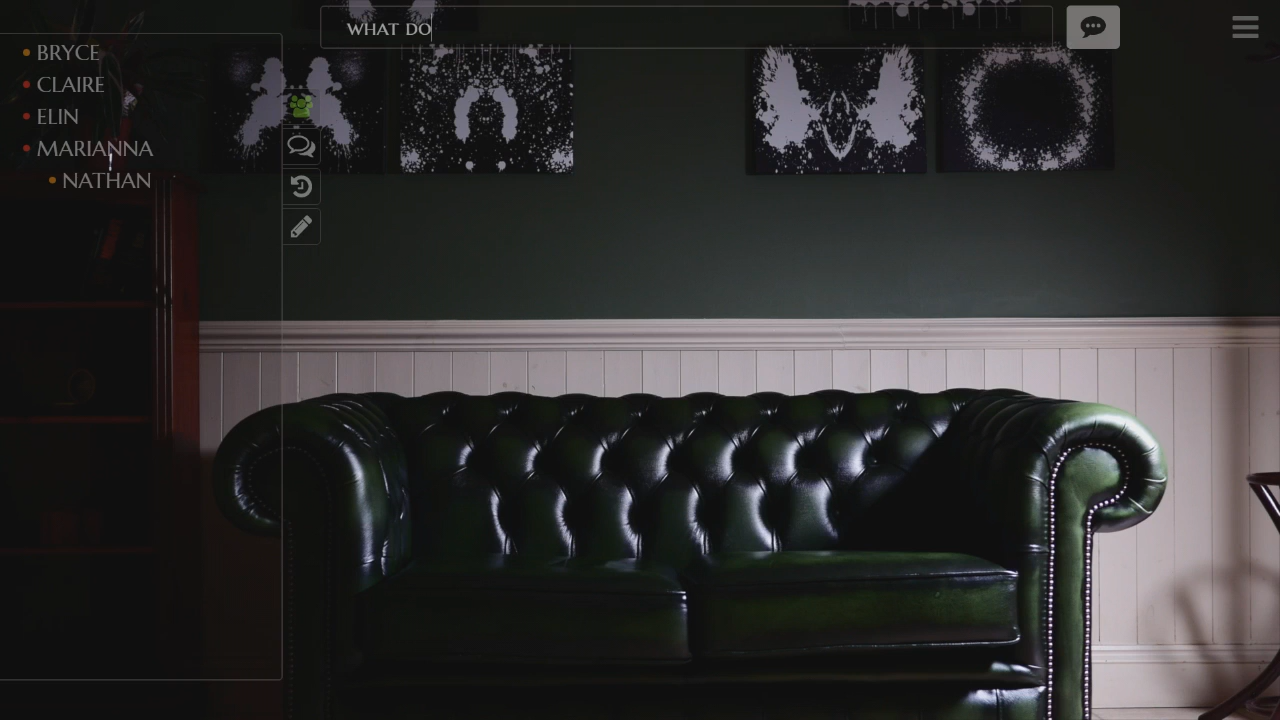 WHAT DO
BRYCE
CLAIRE
ELIN
MARIANNA
NATHAN